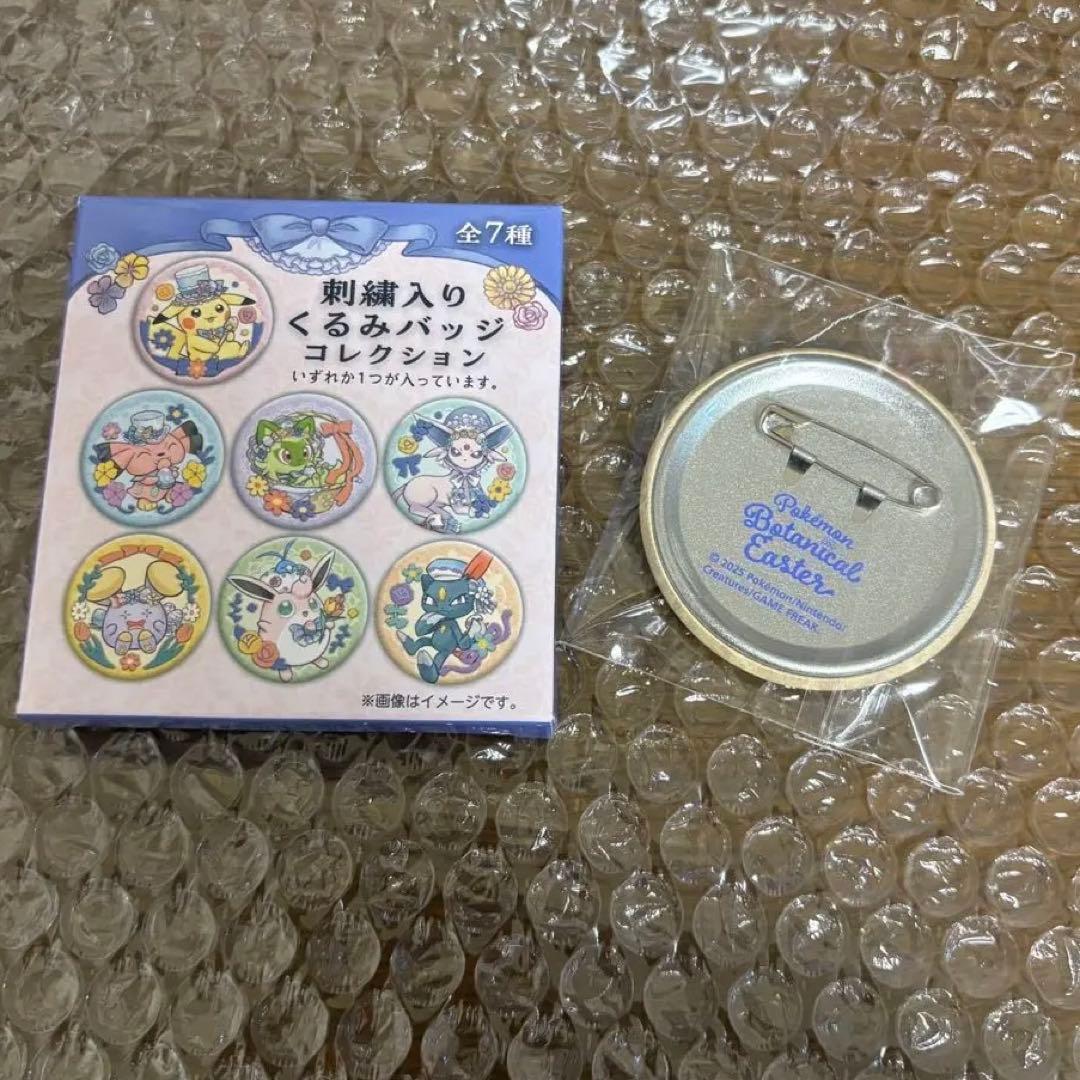 全7種
刺繍入り
くるみバッジ
コレクション
いずれか1つが入っています。
※画像はイメージです。
Pokémon
Botanical
Easter
©2025 Pokémon/Nintendo/
Creatures/GAME FREAK